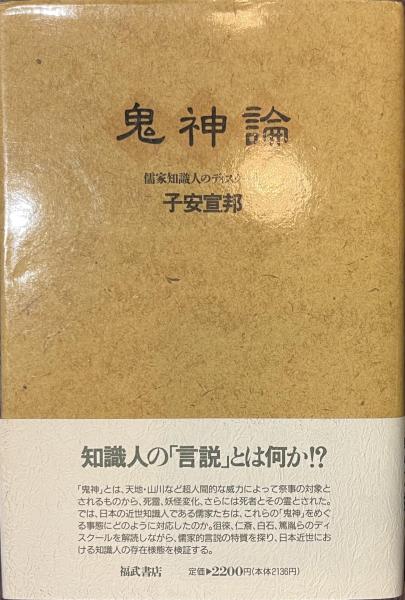 鬼神論
儒家知識人のディスクール
子安宣邦
知識人の「言説」とは何か!?
「鬼神」とは、天地・山川など超人間的な威力によって祭事の対象と
されるものから、死霊、妖怪変化、さらには死者とその霊とされた。
では、日本の近世知識人である儒家たちは、これらの「鬼神」をめぐ
る事態にどのように対応したのか。徂徠、仁斎、白石、篤胤らのディ
スクールを解読しながら、儒家的言説の特質を探り、日本近世にお
ける知識人の存在様態を検証する。
福武書店
定価▶2200円(本体2136円)